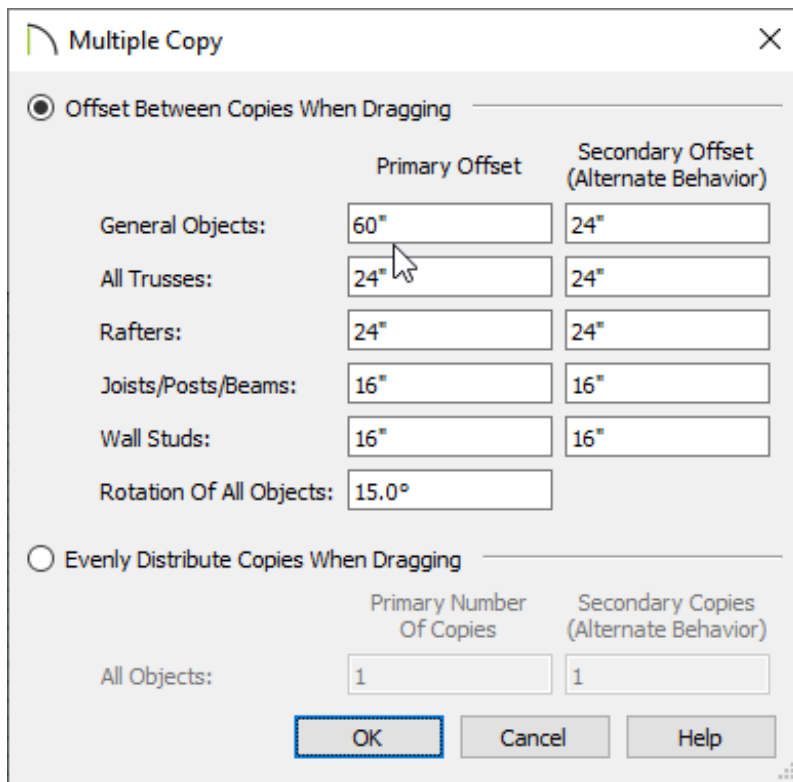 Multiple Copy
Offset Between Copies When Dragging
Primary Offset
Secondary Offset
(Alternate Behavior)
General Objects: 60" 24"
All Trusses: 24" 24"
Rafters: 24" 24"
Joists/Posts/Beams: 16" 16"
Wall Studs: 16" 16"
Rotation Of All Objects: 15.0°
Evenly Distribute Copies When Dragging
Primary Number
Of Copies
Secondary Copies
(Alternate Behavior)
All Objects: 1 1
OK Cancel Help